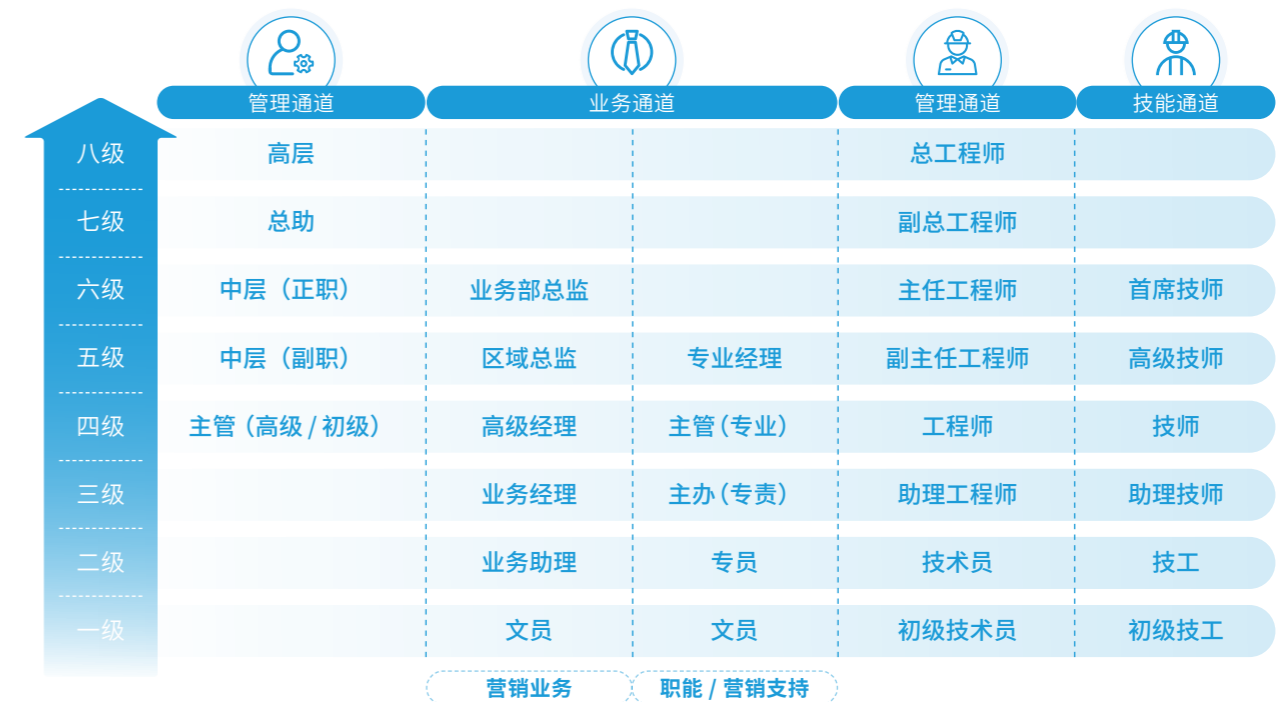 管理通道 业务通道 管理通道 技能通道
八级 高层 总工程师
七级 总助 副总工程师
六级 中层（正职） 业务部总监 主任工程师 首席技师
五级 中层（副职） 区域总监 专业经理 副主任工程师 高级技师
四级 主管（高级 / 初级） 高级经理 主管（专业） 工程师 技师
三级 业务经理 主办（专责） 助理工程师 助理技师
二级 业务助理 专员 技术员 技工
一级 文员 文员 初级技术员 初级技工
营销业务 职能 / 营销支持